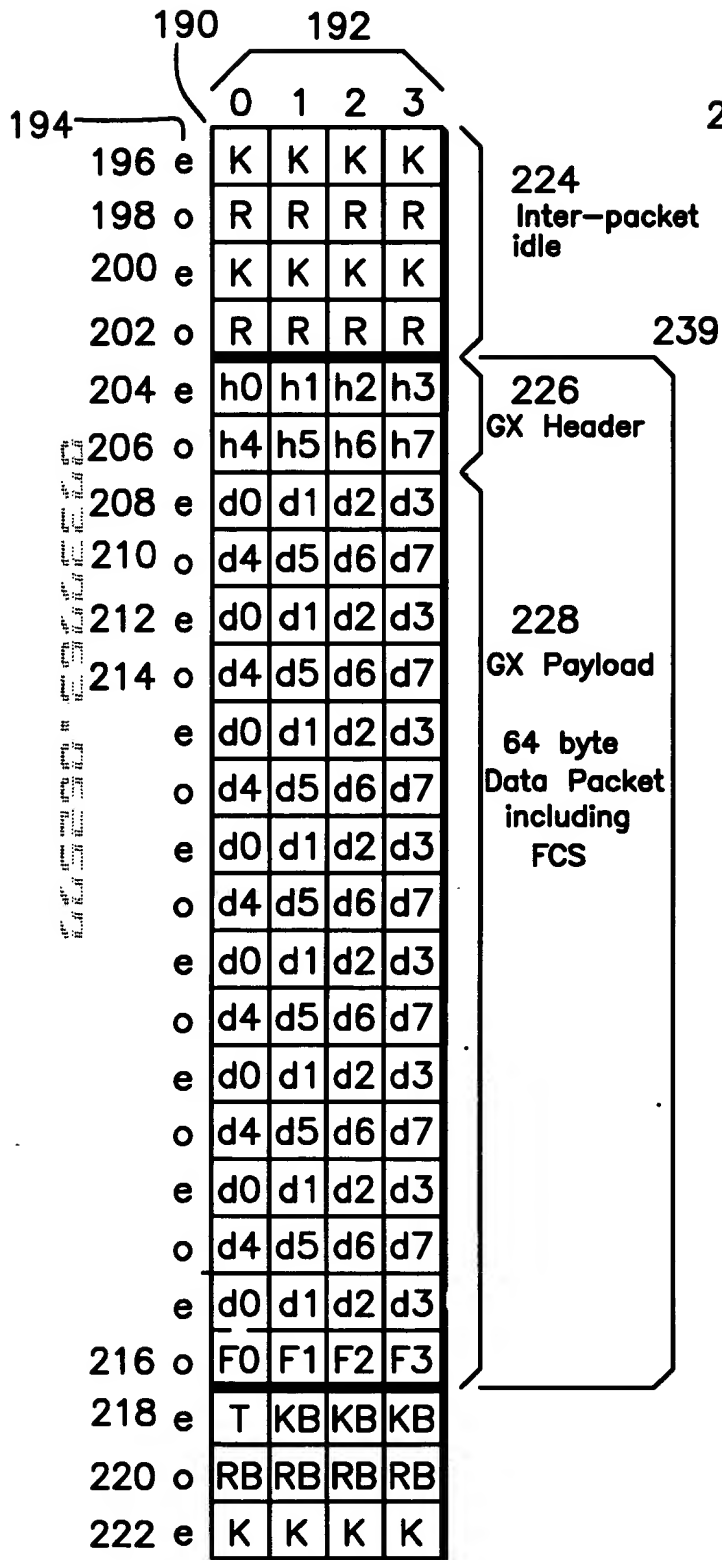 190 192
0 1 2 3
194 2
196 e K K K K
224
198 o R R R R
Inter-packet
idle
200 e K K K K
202 o R R R R
239
204 e h0 h1 h2 h3
226
206 o h4 h5 h6 h7
GX Header
208 e d0 d1 d2 d3
210 o d4 d5 d6 d7
212 e d0 d1 d2 d3
228
214 o d4 d5 d6 d7
GX Payload
e d0 d1 d2 d3
64 byte
o d4 d5 d6 d7
Data Packet
including
e d0 d1 d2 d3
FCS
o d4 d5 d6 d7
e d0 d1 d2 d3
o d4 d5 d6 d7
e d0 d1 d2 d3
o d4 d5 d6 d7
e d0 d1 d2 d3
o d4 d5 d6 d7
e d0 d1 d2 d3
216 o F0 F1 F2 F3
218 e T KB KB KB
220 o RB RB RB RB
222 e K K K K